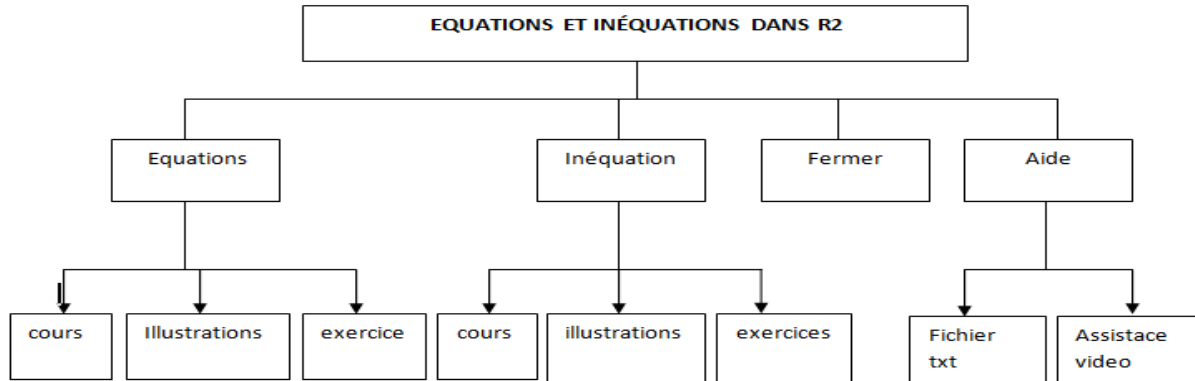 EQUATIONS ET INÉQUATIONS DANS R2
Equations
Inéquation
Fermer
Aide
cours
Illustrations
exercice
cours
illustrations
exercices
Fichier
txt
Assistace
video